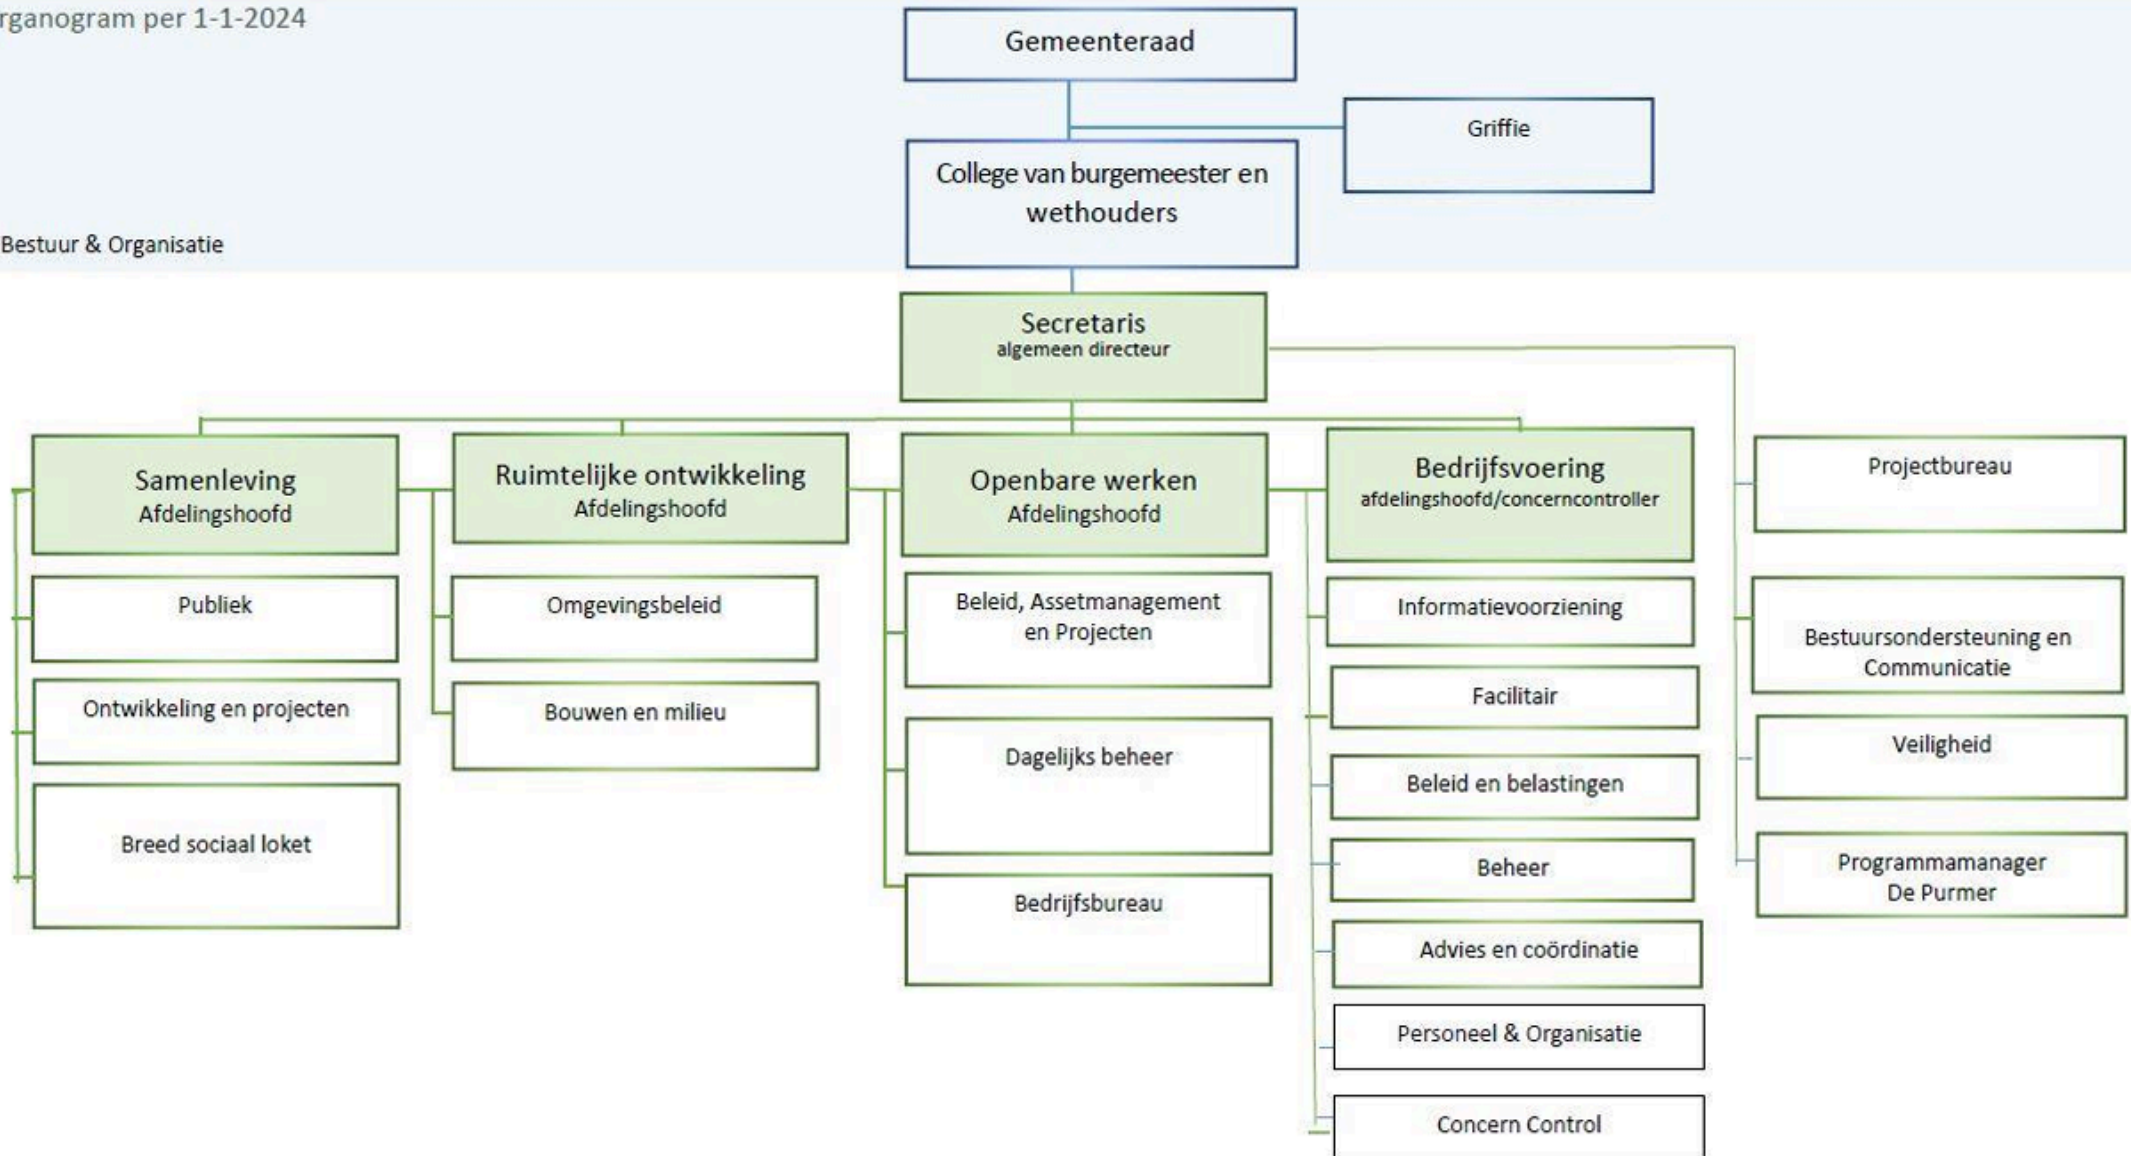 rganogram per 1-1-2024
Gemeenteraad
Griffie
College van burgemeester en
wethouders
Bestuur & Organisatie
Secretaris
algemeen directeur
Samenleving
Afdelingshoofd
Publiek
Ontwikkeling en projecten
Breed sociaal loket
Ruimtelijke ontwikkeling
Afdelingshoofd
Omgevingsbeleid
Bouwen en milieu
Openbare werken
Afdelingshoofd
Beleid, Assetmanagement
en Projecten
Dagelijks beheer
Bedrijfsbureau
Bedrijfsvoering
afdelingshoofd/concerncontroller
Informatievoorziening
Facilitair
Beleid en belastingen
Beheer
Advies en coördinatie
Personeel & Organisatie
Concern Control
Projectbureau
Bestuursondersteuning en
Communicatie
Veiligheid
Programmamanager
De Purmer